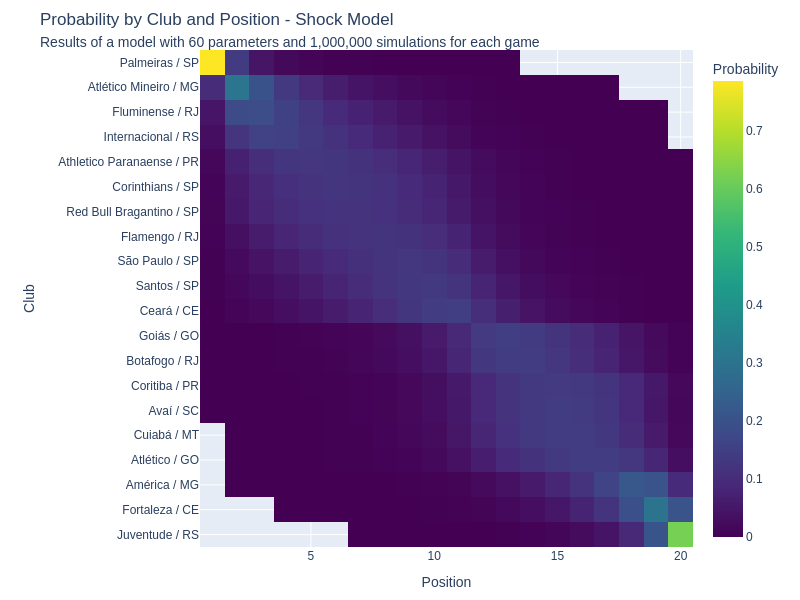 Probability by Club and Position - Shock Model
Results of a model with 60 parameters and 1,000,000 simulations for each game
Probability
Palmeiras / SP
Atlético Mineiro / MG
Fluminense / RJ
Internacional / RS
Athletico Paranaense / PR
Corinthians / SP
Red Bull Bragantino / SP
Flamengo / RJ
São Paulo / SP
Santos / SP
Ceará / CE
Goiás / GO
Botafogo / RJ
Coritiba / PR
Avaí / SC
Cuiabá / MT
Atlético / GO
América / MG
Fortaleza / CE
Juventude / RS
Club
5
10
15
20
Position
0.7
0.6
0.5
0.4
0.3
0.2
0.1
0